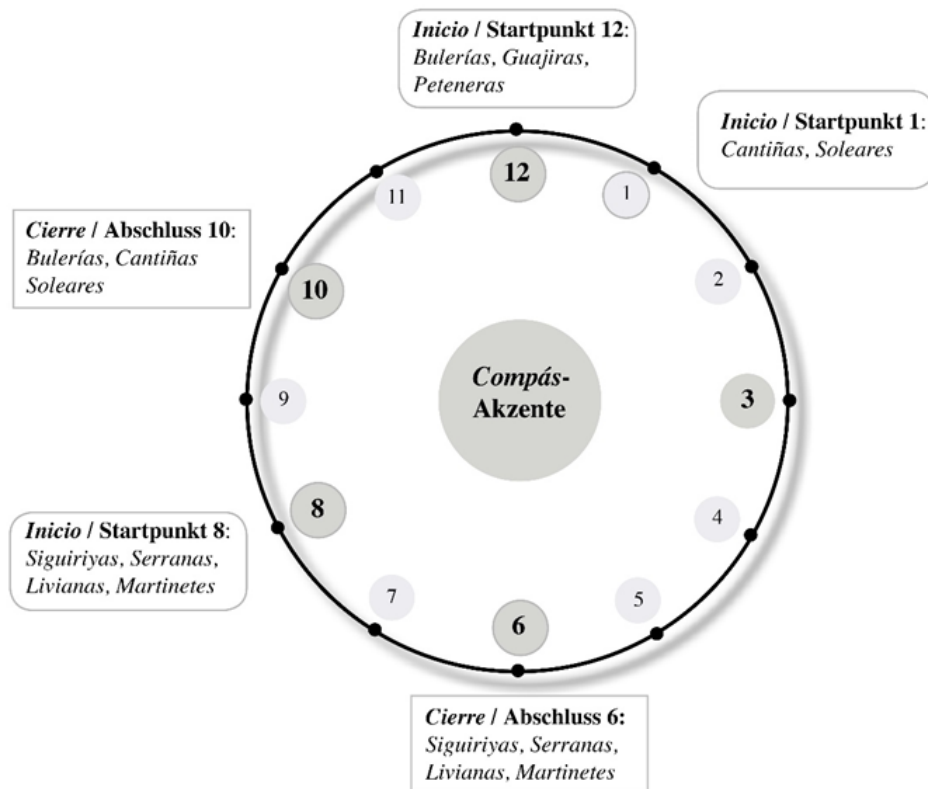 Inicio / Startpunkt 12:
Bulerías, Guajiras,
Peteneras
Inicio / Startpunkt 1:
Cantiñas, Soleares
12
11
1
Cierre / Abschluss 10:
Bulerías, Cantiñas
Soleares
10
2
Compás-
Akzente
9
3
8
4
Inicio / Startpunkt 8:
Siguiriyas, Serranas,
Livianas, Martinetes
7
5
6
Cierre / Abschluss 6:
Siguiriyas, Serranas,
Livianas, Martinetes